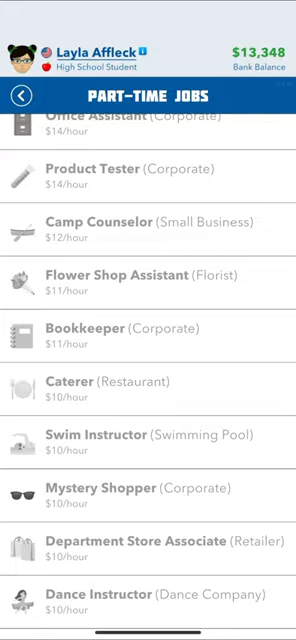 Layla Affleck i
$13,348
High School Student
Bank Balance
PART-TIME JOBS
Office Assistant (Corporate)
$14/hour
Product Tester (Corporate)
$14/hour
Camp Counselor (Small Business)
$12/hour
Flower Shop Assistant (Florist)
$11/hour
Bookkeeper (Corporate)
$11/hour
Caterer (Restaurant)
$10/hour
Swim Instructor (Swimming Pool)
$10/hour
Mystery Shopper (Corporate)
$10/hour
Department Store Associate (Retailer)
$10/hour
Dance Instructor (Dance Company)
$10/hour